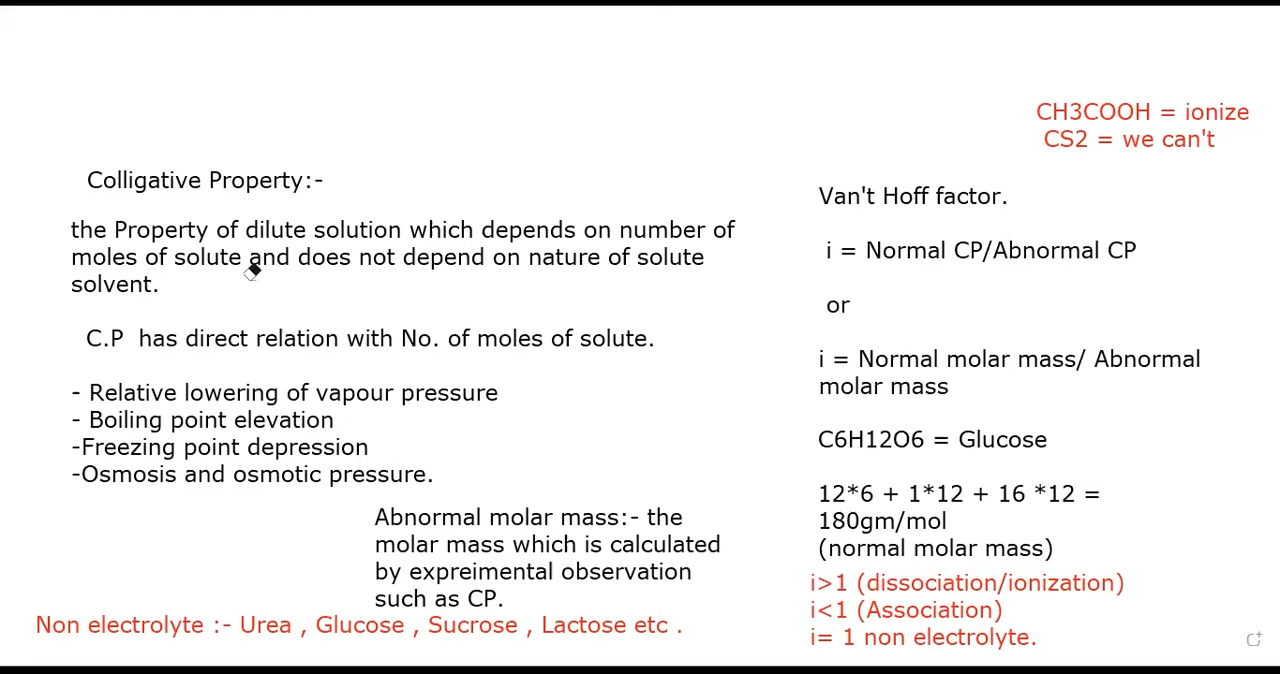 CH3COOH = ionize
CS2 = we can't
Colligative Property:-
the Property of dilute solution which depends on number of
moles of solute and does not depend on nature of solute
solvent.
C.P  has direct relation with No. of moles of solute.
- Relative lowering of vapour pressure
- Boiling point elevation
-Freezing point depression
-Osmosis and osmotic pressure.
Abnormal molar mass:- the
molar mass which is calculated
by expreimental observation
such as CP.
Non electrolyte :- Urea , Glucose , Sucrose , Lactose etc .
Van't Hoff factor.
i = Normal CP/Abnormal CP
or
i = Normal molar mass/ Abnormal
molar mass
C6H12O6 = Glucose
12*6 + 1*12 + 16 *12 =
180gm/mol
(normal molar mass)
i>1 (dissociation/ionization)
i<1 (Association)
i= 1 non electrolyte.